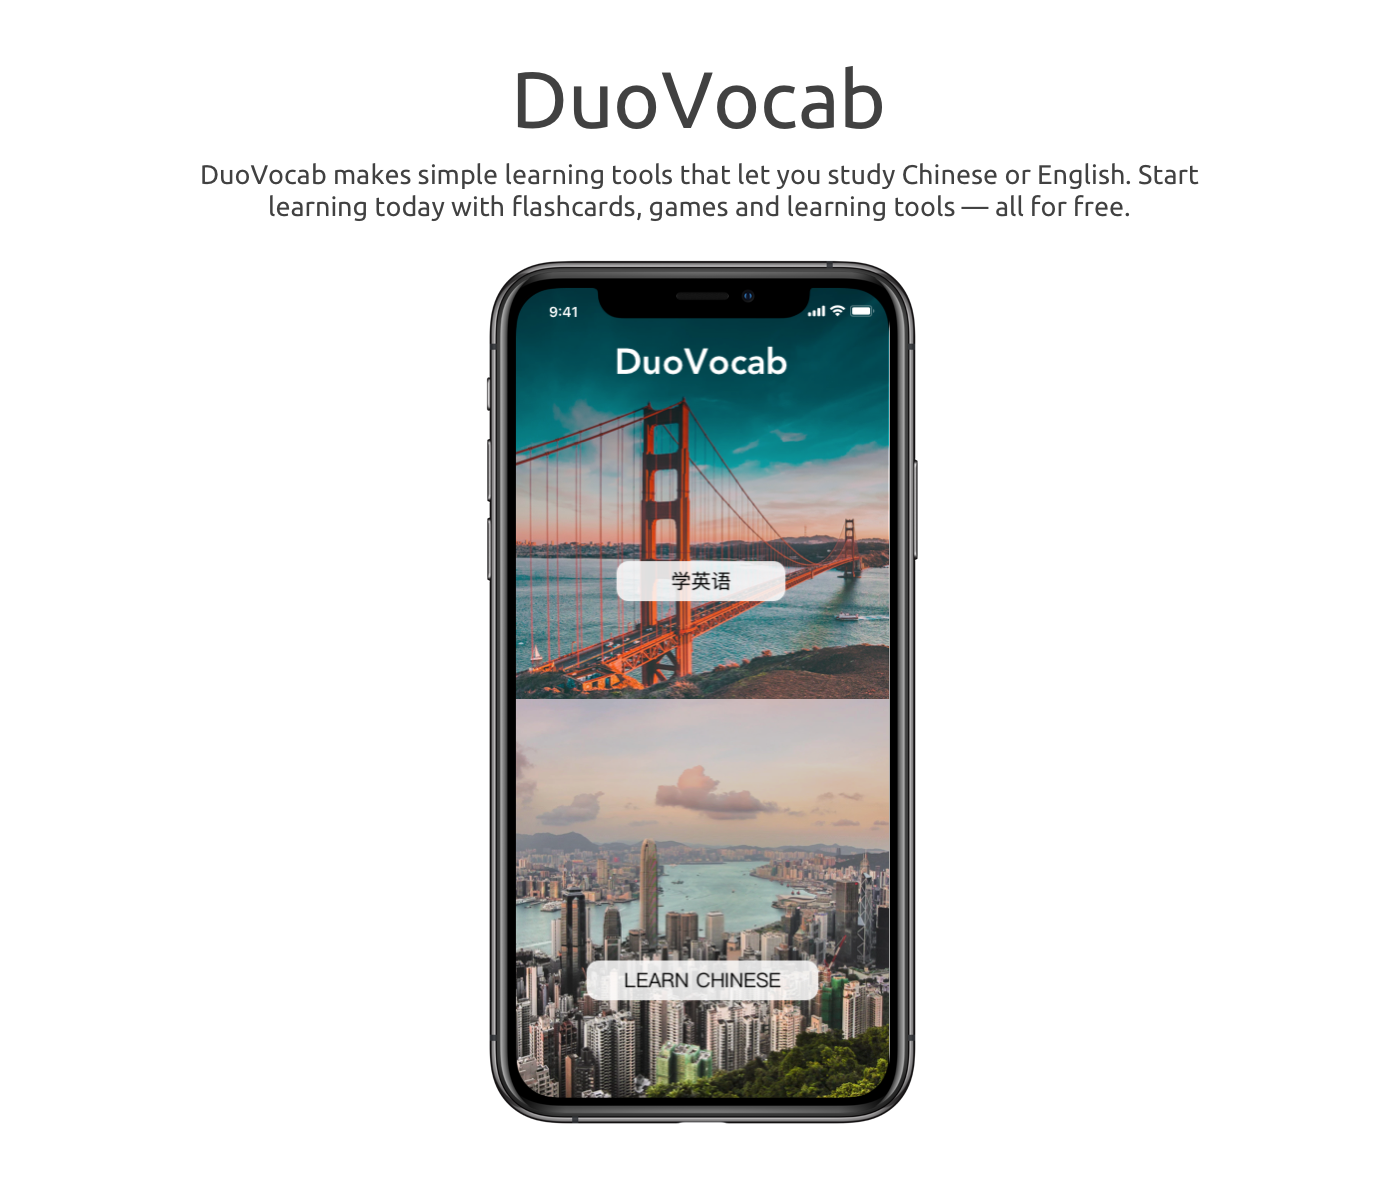 DuoVocab
DuoVocab makes simple learning tools that let you study Chinese or English. Start
learning today with flashcards, games and learning tools — all for free.
9:41
DuoVocab
学英语
LEARN CHINESE